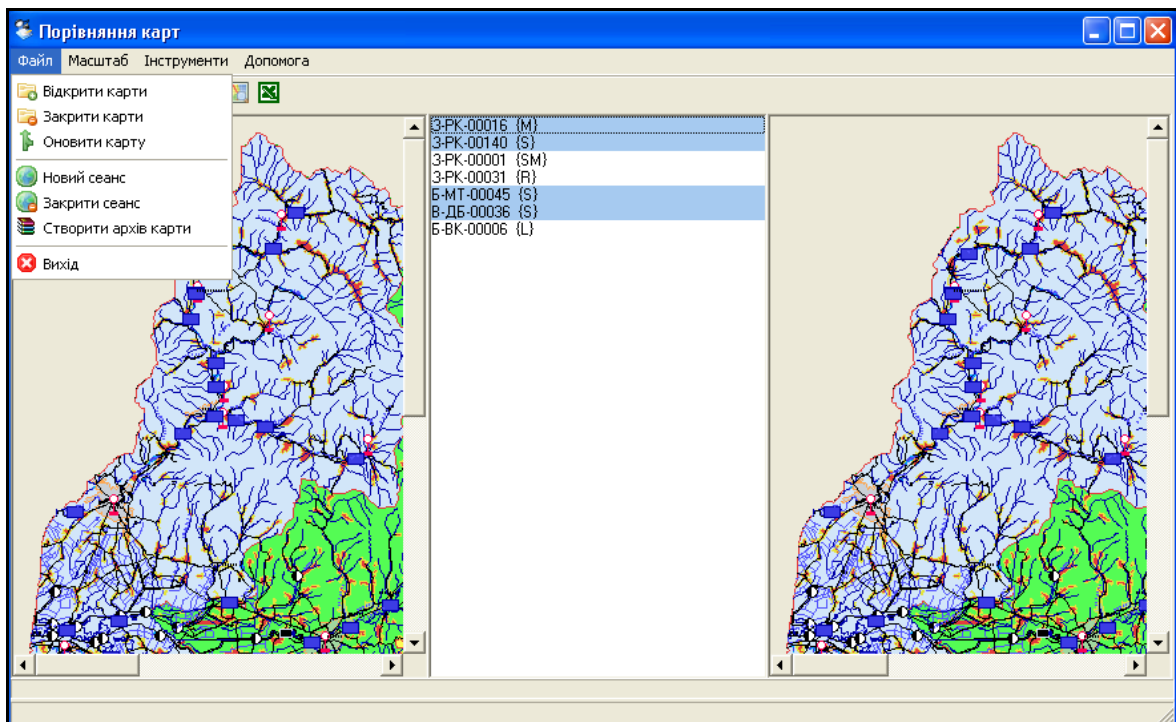 Порівняння карт
Файл Масштаб Інструменти Допомога
Відкрити карти
Закрити карти
Оновити карту
Новий сеанс
Закрити сеанс
Створити архів карти
Вихід
З-РК-00016 {M}
З-РК-00140 {S}
З-РК-00001 {SM}
З-РК-00031 {R}
Б-МТ-00045 {S}
В-ДБ-00036 {S}
Б-ВК-00006 {L}